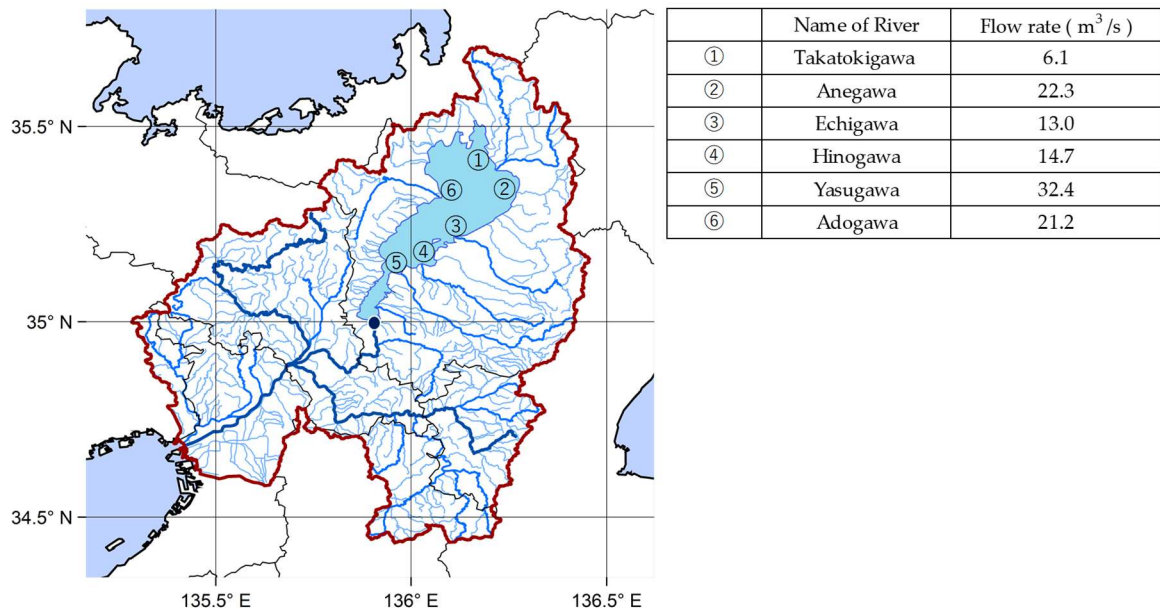 35.5° N
35° N
34.5° N
135.5° E
136° E
136.5° E
①
②
⑥
③
④
⑤
Name of River Flow rate ( m³/s )
① Takatokigawa 6.1
② Anegawa 22.3
③ Echigawa 13.0
④ Hinogawa 14.7
⑤ Yasugawa 32.4
⑥ Adogawa 21.2